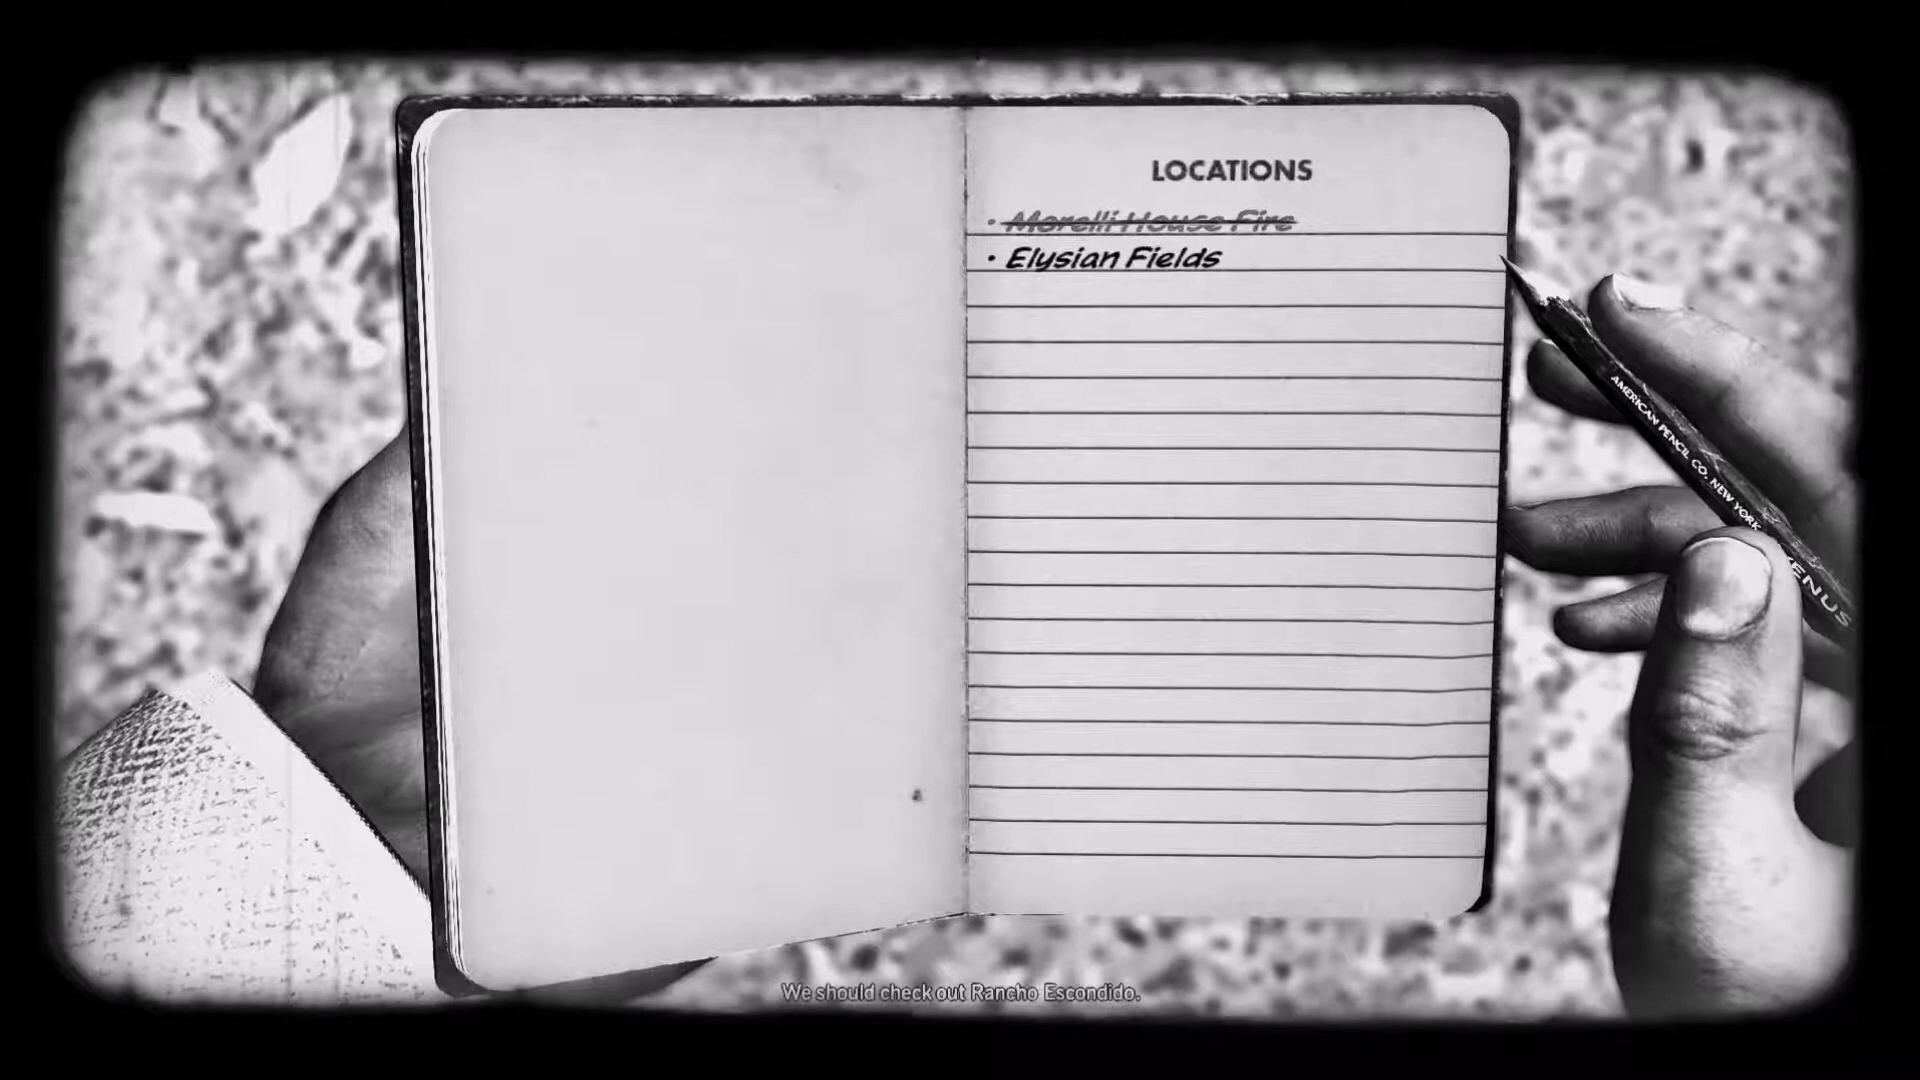 LOCATIONS
• Morelli House Fire
• Elysian Fields
AMERICAN PENCIL CO. NEW YORK
VENUS
We should check out Rancho Escondido.